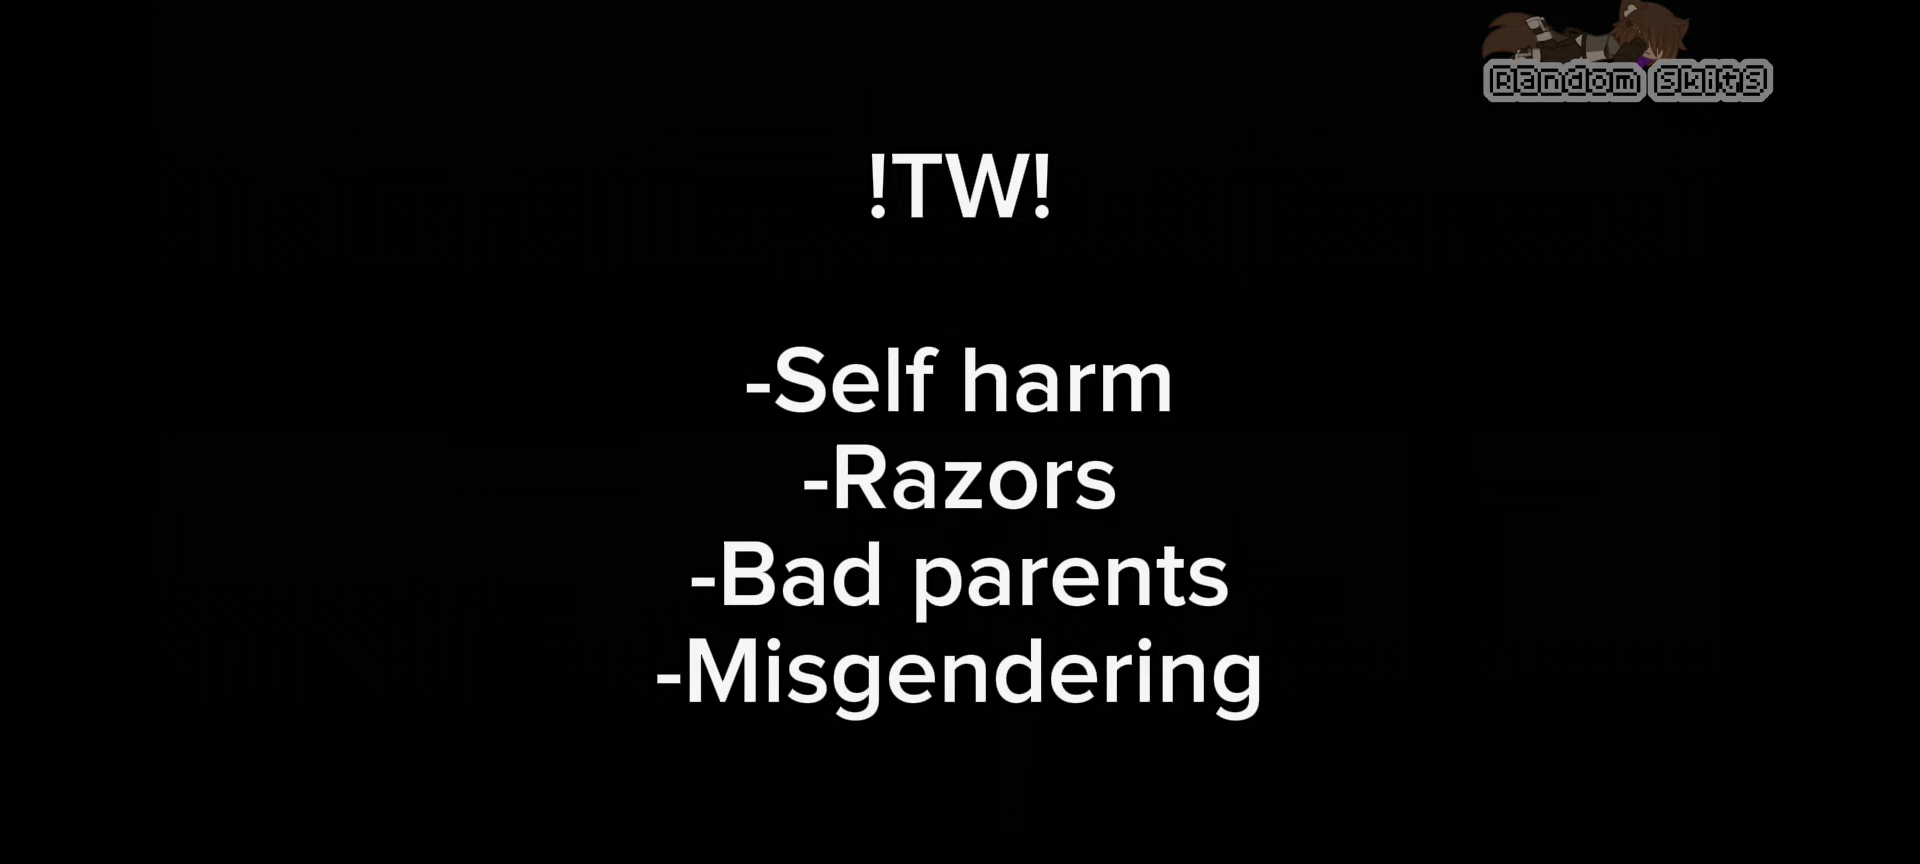 Random Skits
!TW!
-Self harm
-Razors
-Bad parents
-Misgendering